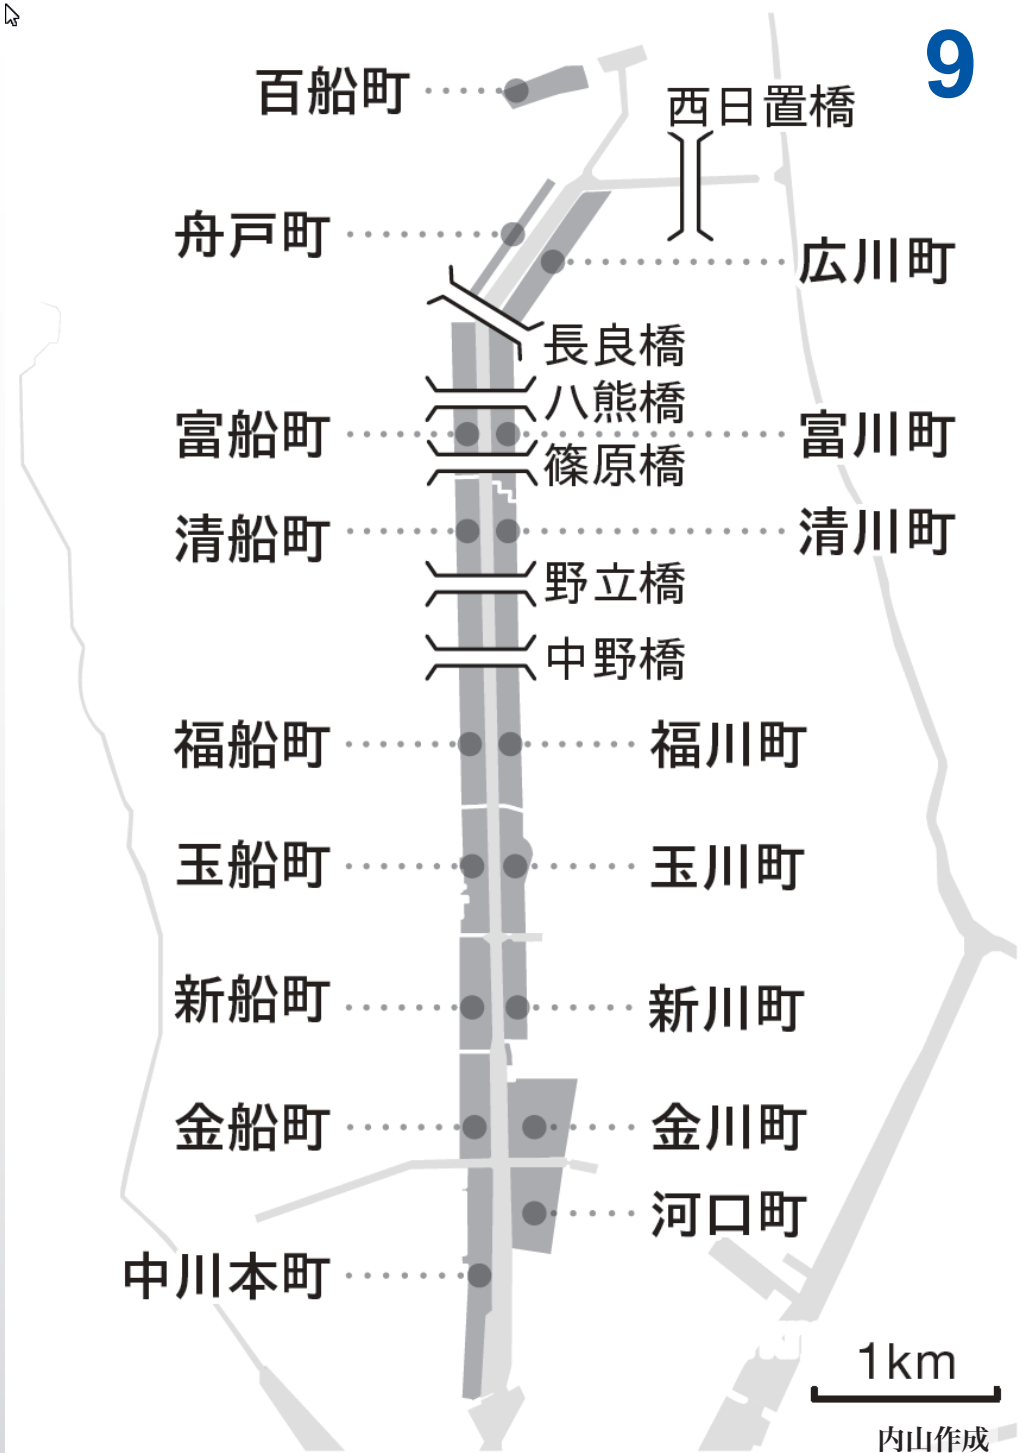 9
百船町
西日置橋
舟戸町
広川町
長良橋
八熊橋
富船町
富川町
篠原橋
清船町
清川町
野立橋
中野橋
福船町
福川町
玉船町
玉川町
新船町
新川町
金船町
金川町
河口町
中川本町
1km
内山作成